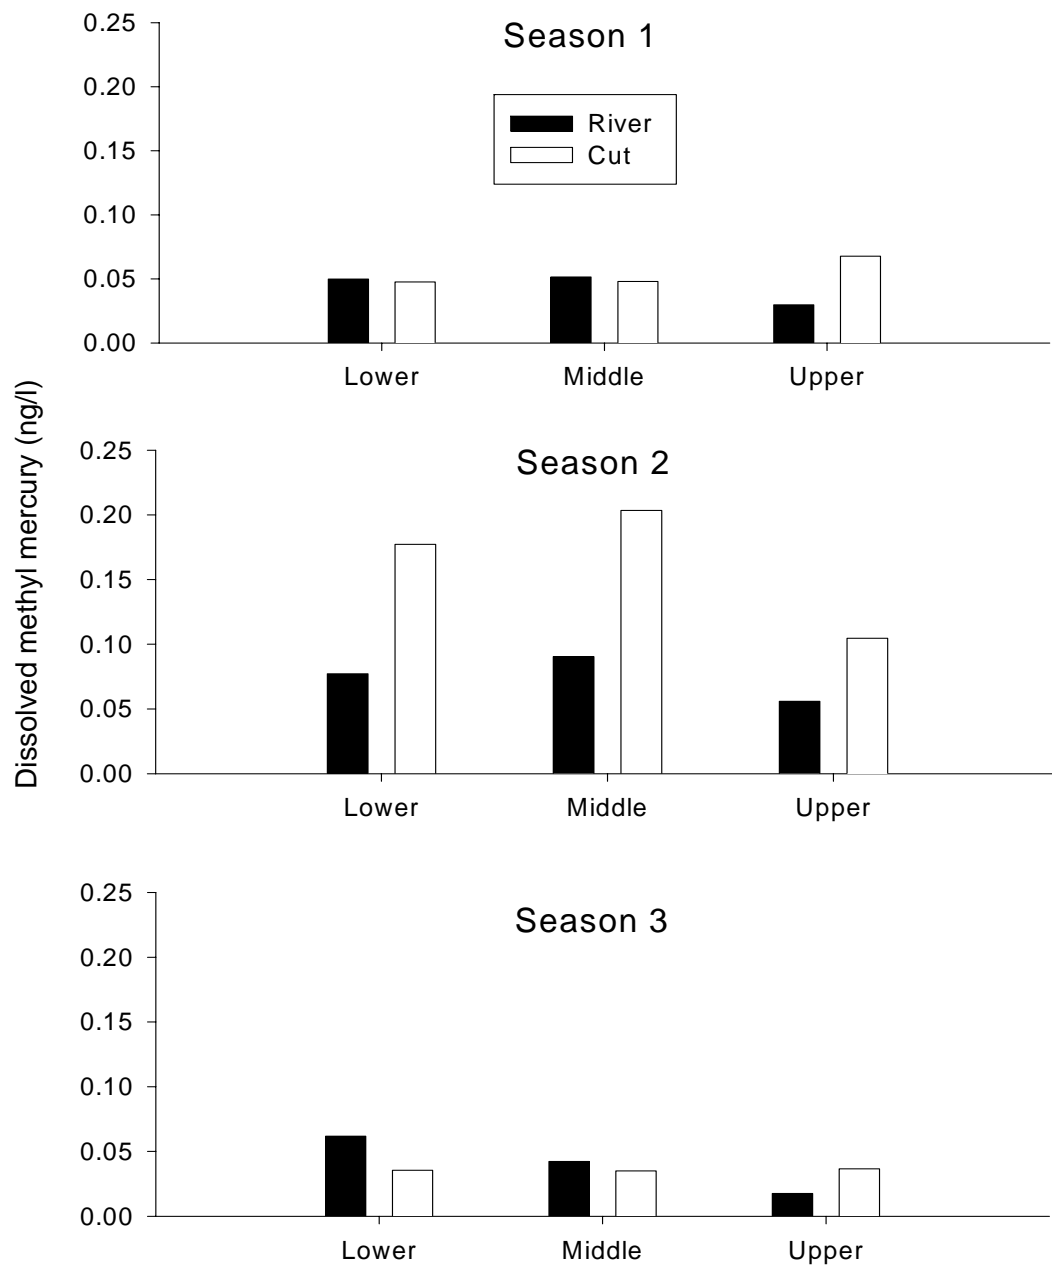 Season 1
0.25
0.20
0.15
0.10
0.05
0.00
River
Cut
Lower Middle Upper
Dissolved methyl mercury (ng/l)
Season 2
0.25
0.20
0.15
0.10
0.05
0.00
Lower Middle Upper
Season 3
0.25
0.20
0.15
0.10
0.05
0.00
Lower Middle Upper